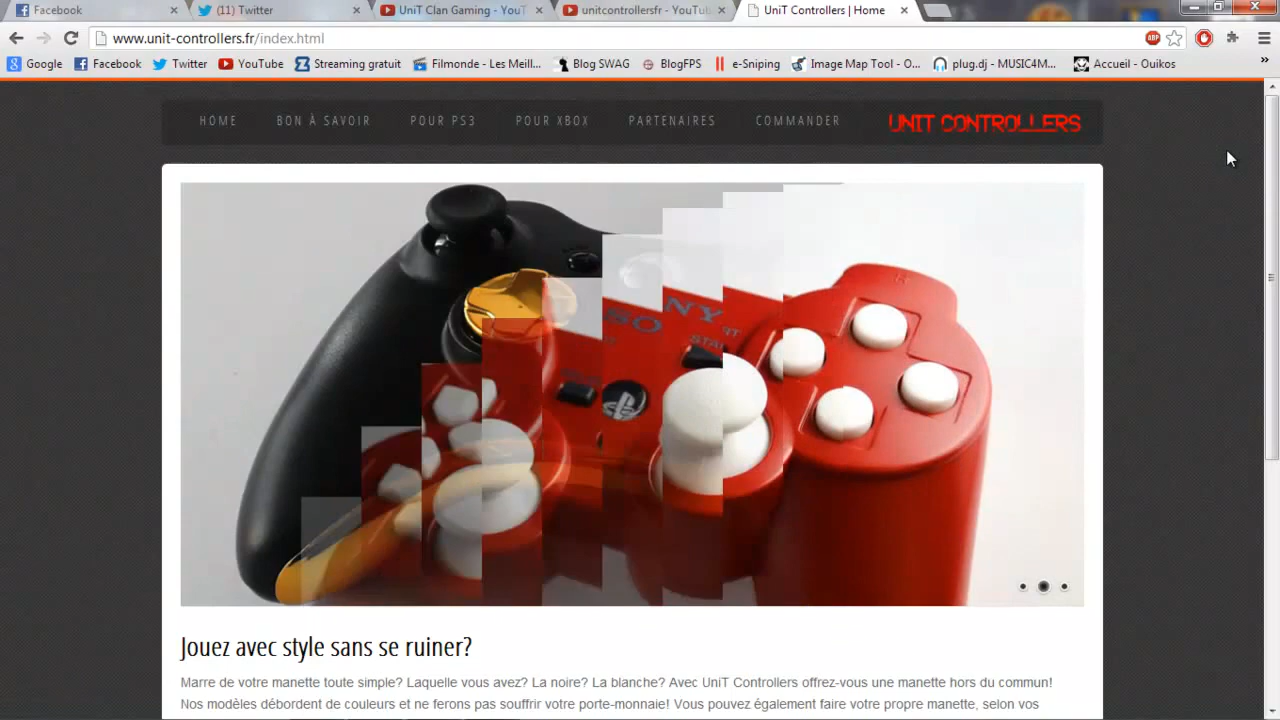 Facebook
(11) Twitter
UniT Clan Gaming - YouT
unitcontrollersfr - YouTub
UniT Controllers | Home
www.unit-controllers.fr/index.html
ABP
Google
Facebook
Twitter
YouTube
Streaming gratuit
Filmonde - Les Meill...
Blog SWAG
BlogFPS
e-Sniping
Image Map Tool - O...
plug.dj - MUSIC4M...
Accueil - Ouikos
HOME
BON À SAVOIR
POUR PS3
POUR XBOX
PARTENAIRES
COMMANDER
UNIT CONTROLLERS
SONY
Jouez avec style sans se ruiner?
Marre de votre manette toute simple? Laquelle vous avez? La noire? La blanche? Avec UniT Controllers offrez-vous une manette hors du commun!
Nos modèles débordent de couleurs et ne ferons pas souffrir votre porte-monnaie! Vous pouvez également faire votre propre manette, selon vos